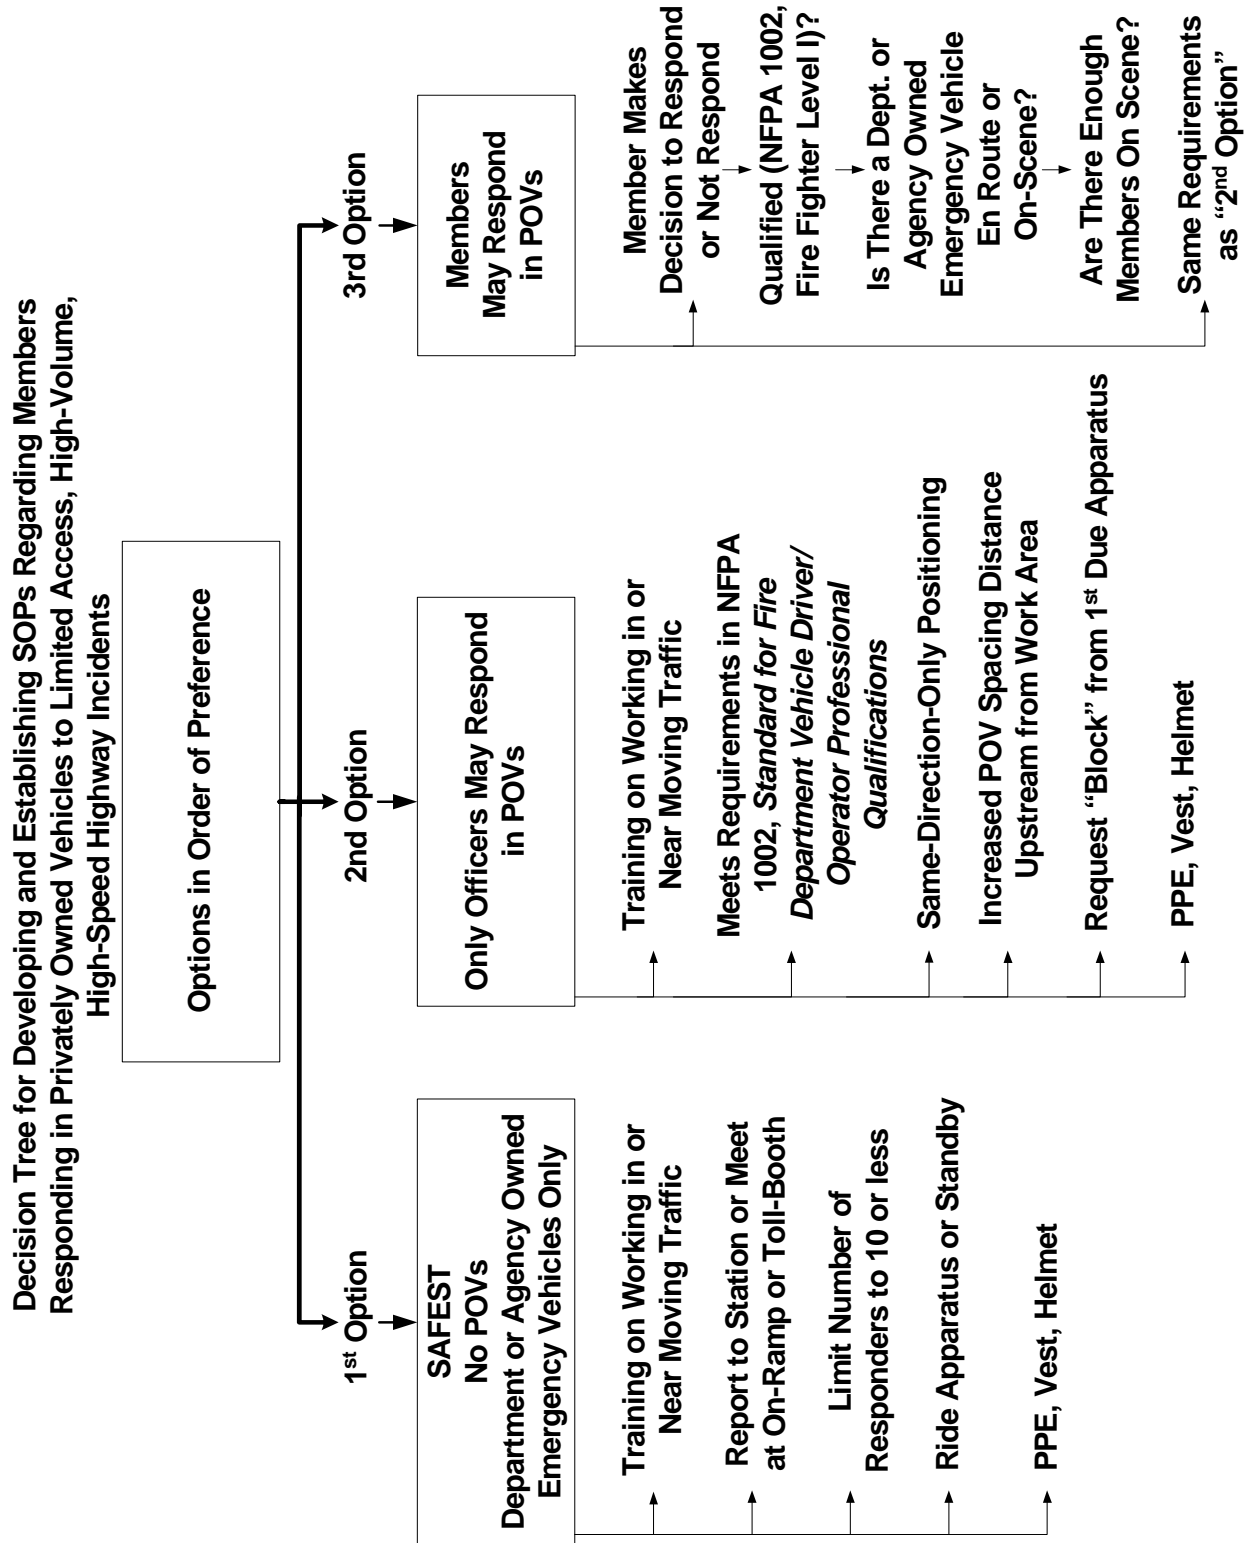 Decision Tree for Developing and Establishing SOPs Regarding Members
Responding in Privately Owned Vehicles to Limited Access, High-Volume,
High-Speed Highway Incidents
Options in Order of Preference
1st Option
SAFEST
No POVs
Department or Agency Owned
Emergency Vehicles Only
Training on Working in or
Near Moving Traffic
Report to Station or Meet
at On-Ramp or Toll-Booth
Limit Number of
Responders to 10 or less
Ride Apparatus or Standby
PPE, Vest, Helmet
2nd Option
Only Officers May Respond
in POVs
Training on Working in or
Near Moving Traffic
Meets Requirements in NFPA
1002, Standard for Fire
Department Vehicle Driver/
Operator Professional
Qualifications
Same-Direction-Only Positioning
Increased POV Spacing Distance
Upstream from Work Area
Request “Block” from 1st Due Apparatus
PPE, Vest, Helmet
3rd Option
Members
May Respond
in POVs
Member Makes
Decision to Respond
or Not Respond
Qualified (NFPA 1002,
Fire Fighter Level I)?
Is There a Dept. or
Agency Owned
Emergency Vehicle
En Route or
On-Scene?
Are There Enough
Members On Scene?
Same Requirements
as “2nd Option”